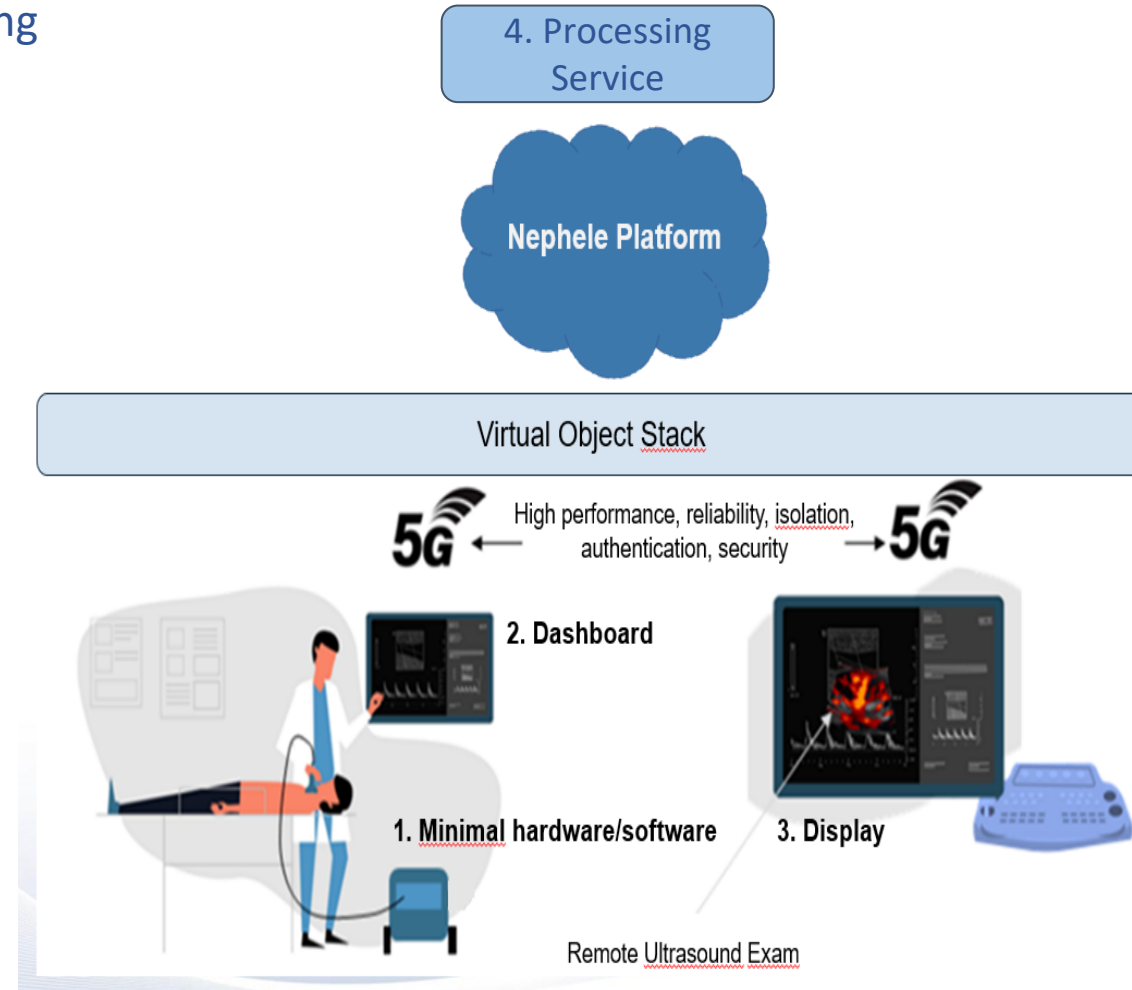 ng
4. Processing
Service
Nephele Platform
Virtual Object Stack
5G
High performance, reliability, isolation,
authentication, security
5G
2. Dashboard
1. Minimal hardware/software
3. Display
Remote Ultrasound Exam